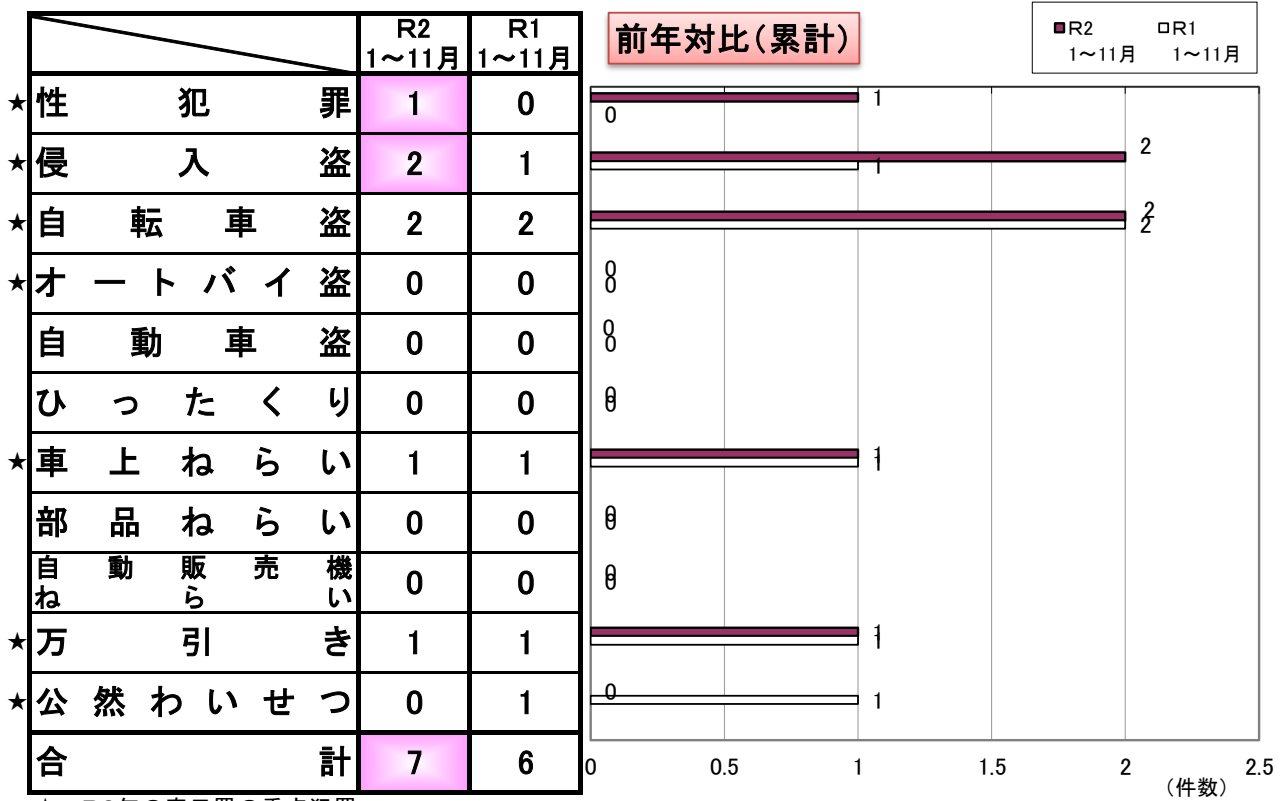 R2 R1
1～11月 1～11月
前年対比(累計)
■R2 □R1
1～11月 1～11月
★性犯罪 1 0
★侵入盗 2 1
★自転車盗 2 2
★オートバイ盗 0 0
自動車盗 0 0
ひったくり 0 0
★車上ねらい 1 1
部品ねらい 0 0
自動販売機
ねらい 0 0
★万引き 1 1
★公然わいせつ 0 1
合計 7 6
1
0
2
1
2
2
0
0
0
0
0
0
1
1
0
0
0
0
1
1
0
1
0 0.5 1 1.5 2 2.5
(件数)